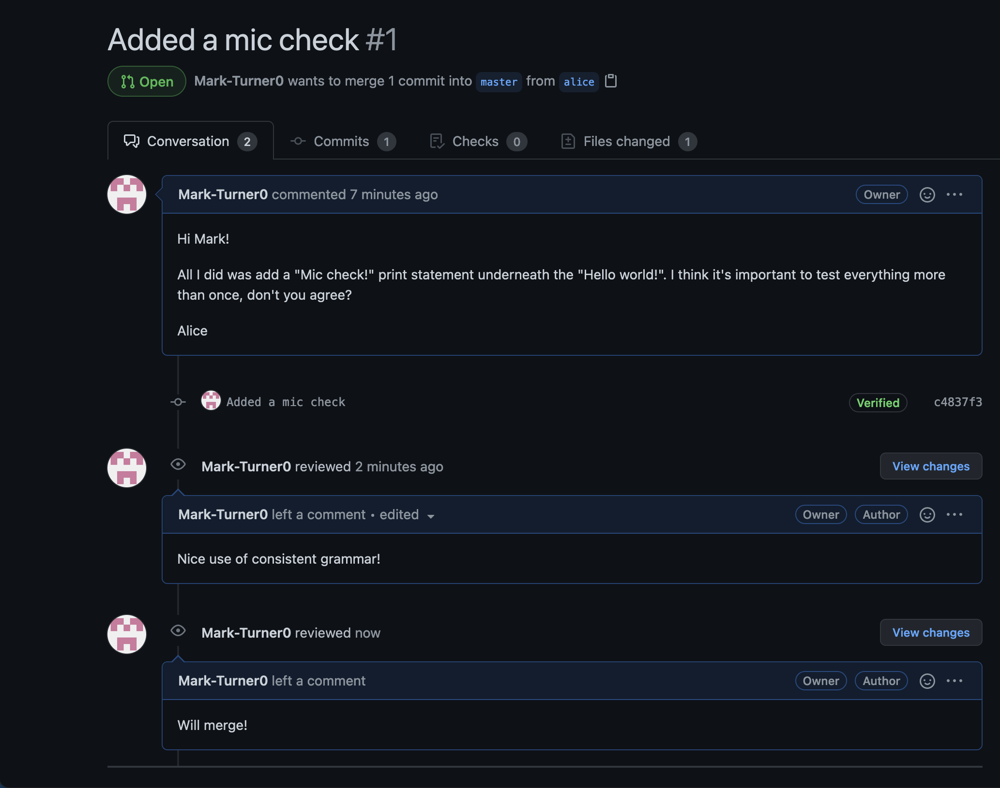 Added a mic check #1
Open Mark-Turner0 wants to merge 1 commit into master from alice
Conversation 2 Commits 1 Checks 0 Files changed 1
Mark-Turner0 commented 7 minutes ago Owner
Hi Mark!
All I did was add a "Mic check!" print statement underneath the "Hello world!". I think it's important to test everything more
than once, don't you agree?
Alice
Added a mic check Verified c4837f3
Mark-Turner0 reviewed 2 minutes ago View changes
Mark-Turner0 left a comment • edited Owner Author
Nice use of consistent grammar!
Mark-Turner0 reviewed now View changes
Mark-Turner0 left a comment Owner Author
Will merge!